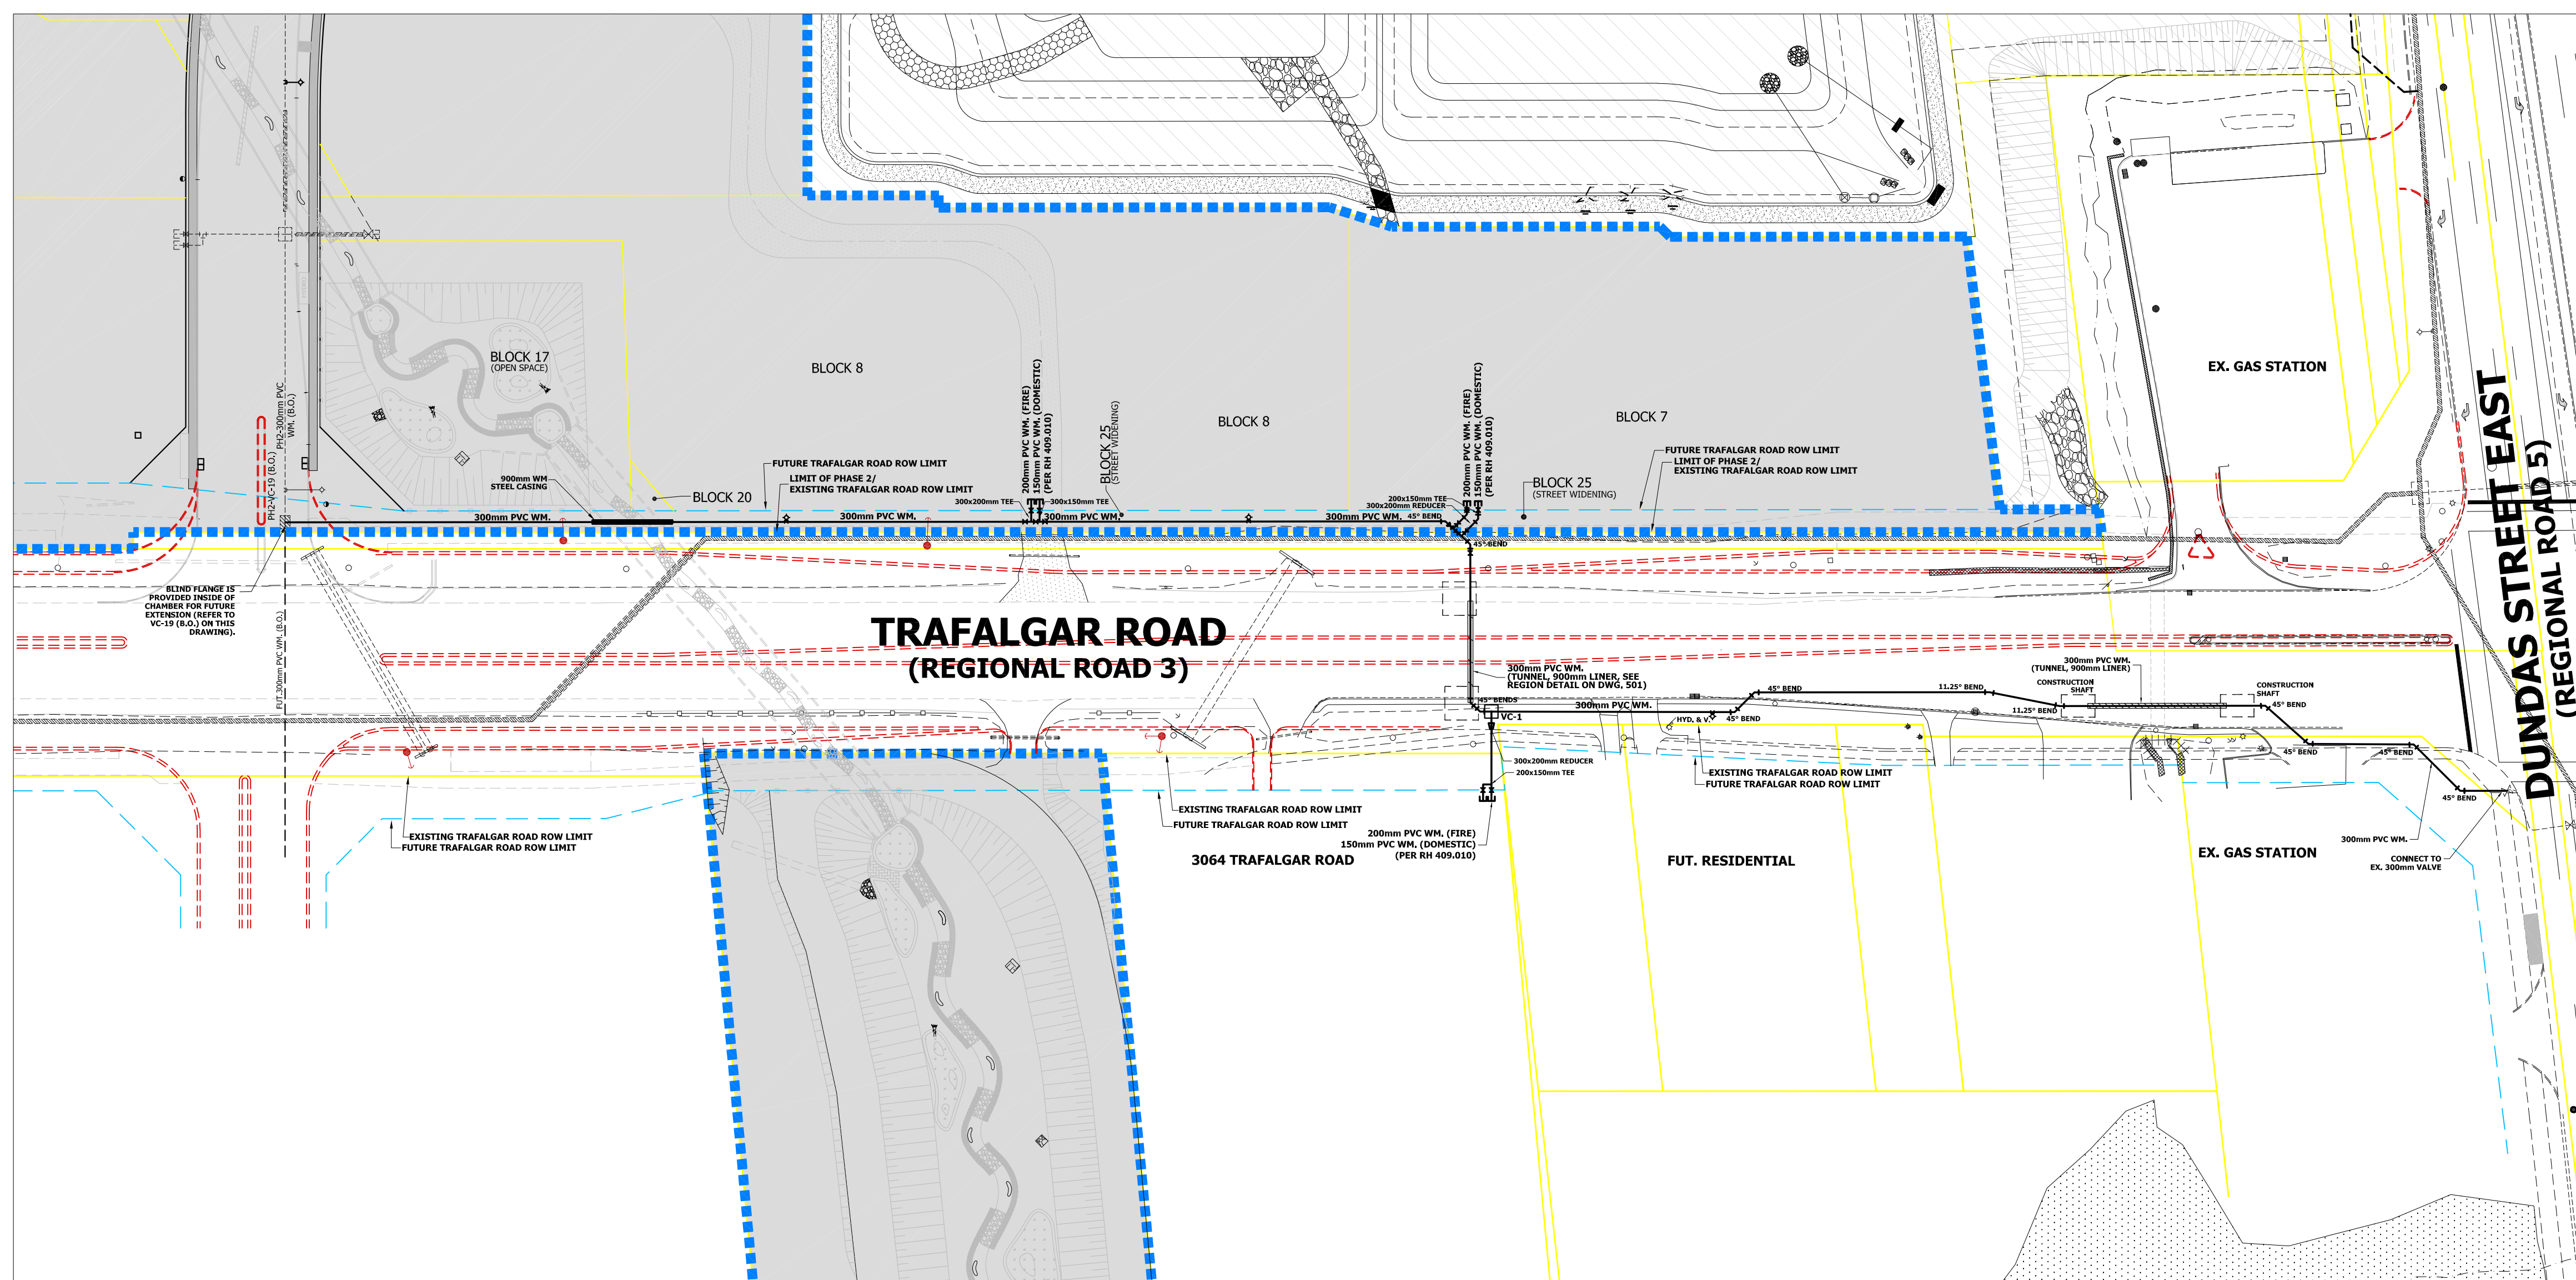 BLOCK 17
(OPEN SPACE)
BLOCK 8
BLOCK 8
BLOCK 7
EX. GAS STATION
DUNDAS STREET EAST
(REGIONAL ROAD 5)
PH2-VC-19 (B.O.)
PH2-300mm PVC
WM. (B.O.)
900mm WM
STEEL CASING
BLOCK 20
FUTURE TRAFALGAR ROAD ROW LIMIT
LIMIT OF PHASE 2/
EXISTING TRAFALGAR ROAD ROW LIMIT
200mm PVC WM. (FIRE)
150mm PVC WM. (DOMESTIC)
(PER RH 409.010)
300x200mm TEE
300x150mm TEE
BLOCK 25
(STREET WIDENING)
200mm PVC WM. (FIRE)
150mm PVC WM. (DOMESTIC)
(PER RH 409.010)
200x150mm TEE
300x200mm REDUCER
45° BEND
BLOCK 25
(STREET WIDENING)
FUTURE TRAFALGAR ROAD ROW LIMIT
LIMIT OF PHASE 2/
EXISTING TRAFALGAR ROAD ROW LIMIT
300mm PVC WM.
300mm PVC WM.
300mm PVC WM.
300mm PVC WM.
45° BEND
BLIND FLANGE IS
PROVIDED INSIDE OF
CHAMBER FOR FUTURE
EXTENSION (REFER TO
VC-19 (B.O.) ON THIS
DRAWING).
FUT.300mm PVC WM. (B.O.)
TRAFALGAR ROAD
(REGIONAL ROAD 3)
300mm PVC WM.
(TUNNEL, 900mm LINER, SEE
REGION DETAIL ON DWG. 501)
45° BENDS
300mm PVC WM.
VC-1
HYD. & V.
45° BEND
45° BEND
11.25° BEND
11.25° BEND
CONSTRUCTION
SHAFT
300mm PVC WM.
(TUNNEL, 900mm LINER)
CONSTRUCTION
SHAFT
45° BEND
45° BEND
45° BEND
45° BEND
300x200mm REDUCER
200x150mm TEE
EXISTING TRAFALGAR ROAD ROW LIMIT
FUTURE TRAFALGAR ROAD ROW LIMIT
EXISTING TRAFALGAR ROAD ROW LIMIT
FUTURE TRAFALGAR ROAD ROW LIMIT
EXISTING TRAFALGAR ROAD ROW LIMIT
FUTURE TRAFALGAR ROAD ROW LIMIT
200mm PVC WM. (FIRE)
150mm PVC WM. (DOMESTIC)
(PER RH 409.010)
3064 TRAFALGAR ROAD
FUT. RESIDENTIAL
EX. GAS STATION
300mm PVC WM.
CONNECT TO
EX. 300mm VALVE